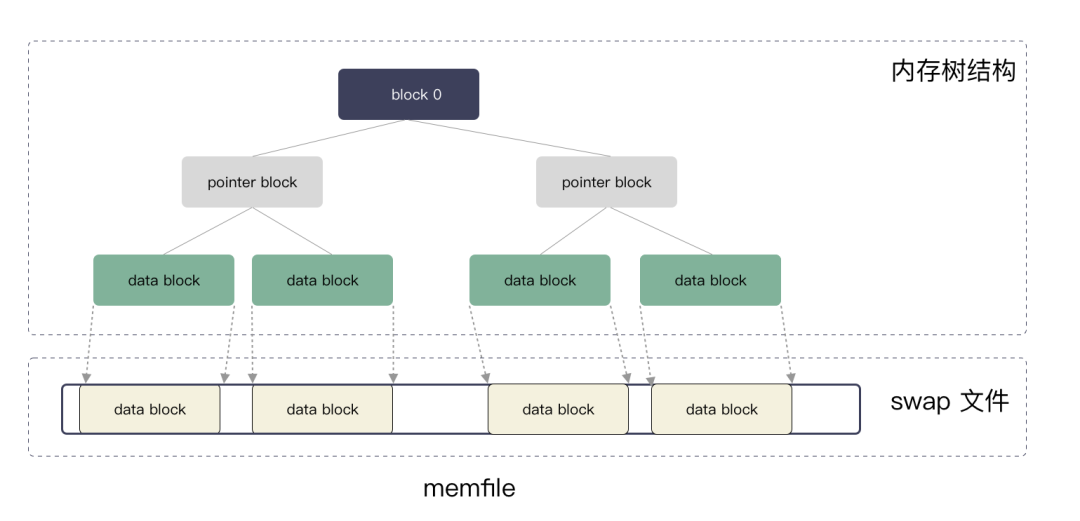 内存树结构
block 0
pointer block
pointer block
data block
data block
data block
data block
data block
data block
data block
data block
swap 文件
memfile